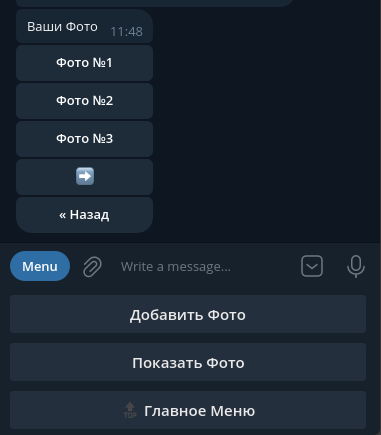 Ваши Фото 11:48
Фото №1
Фото №2
Фото №3
➡
« Назад
Menu Write a message...
Добавить Фото
Показать Фото
🔝 Главное Меню